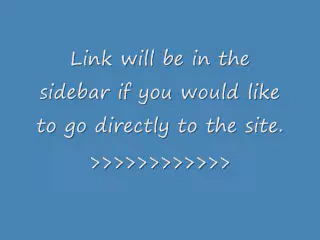 Link will be in the
sidebar if you would like
to go directly to the site.
>>>>>>>>>>>>